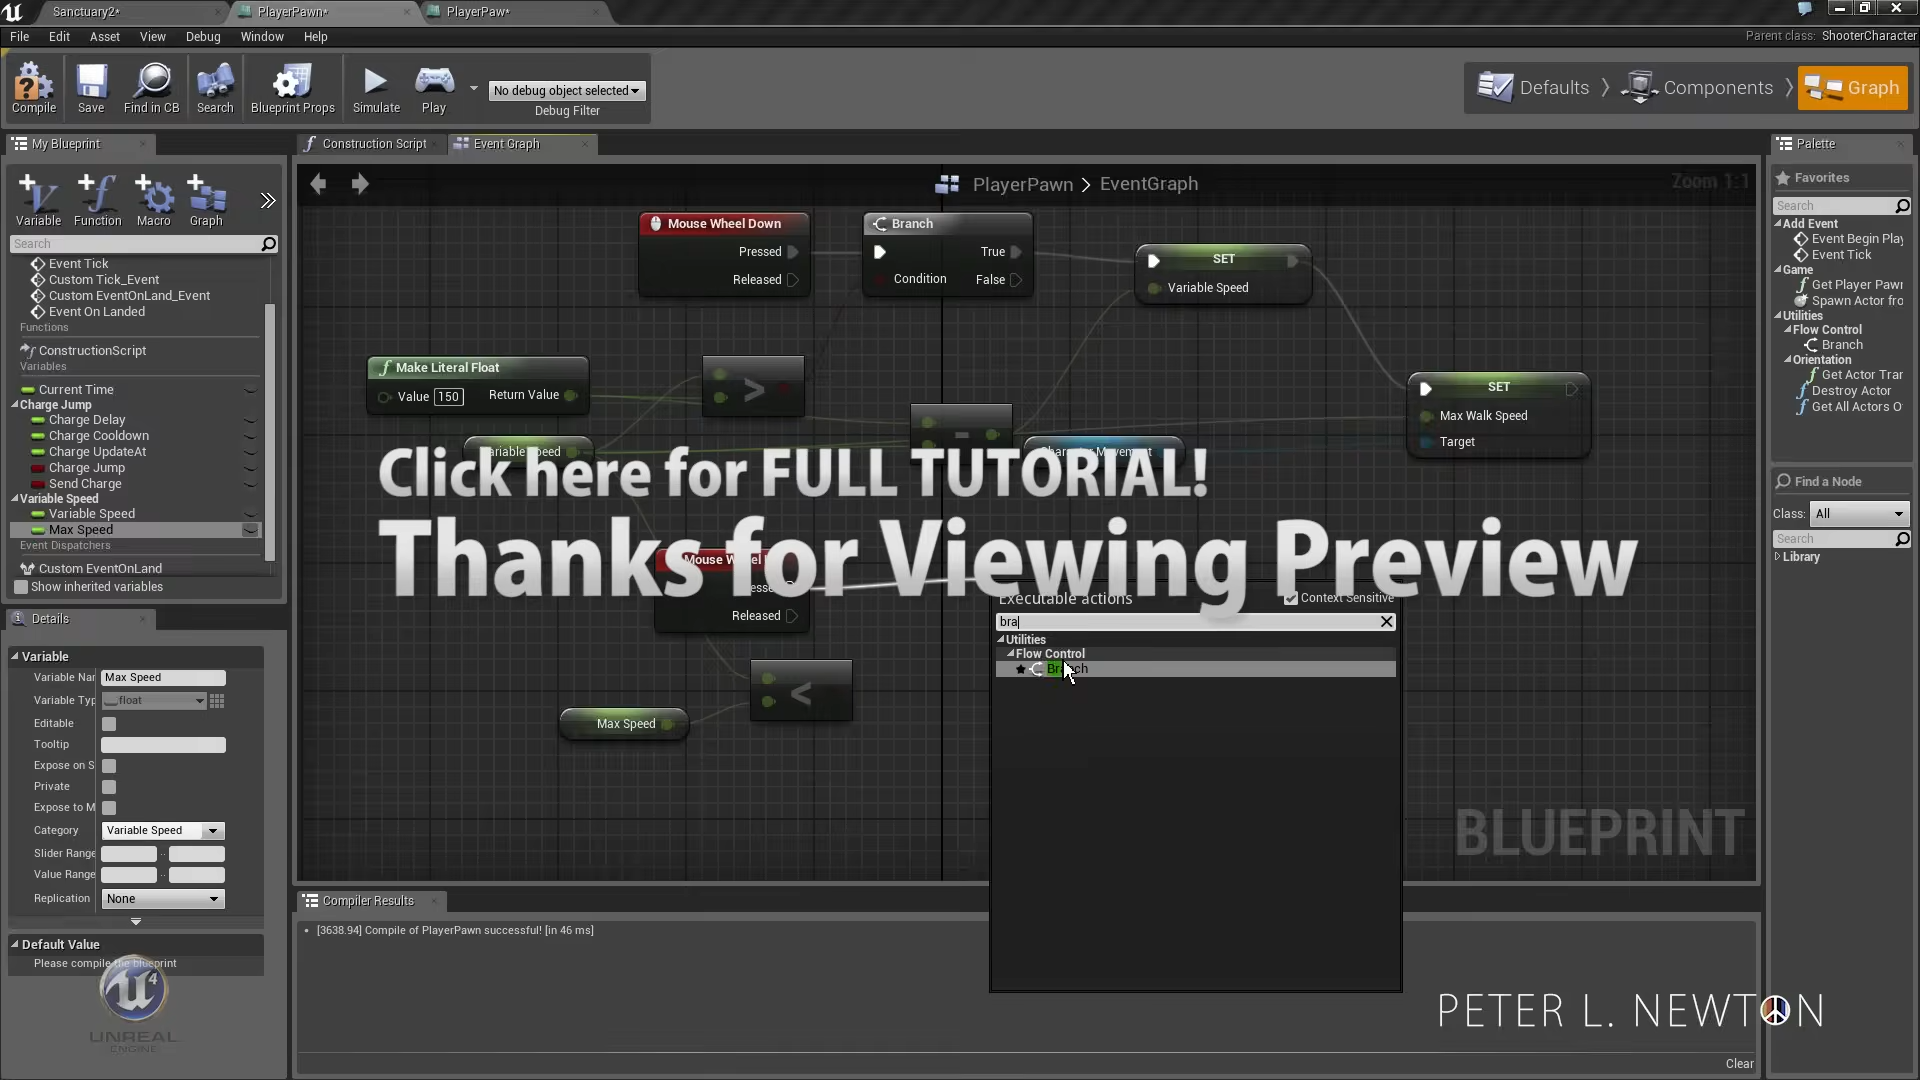 Sanctuary2*
PlayerPawn*
PlayerPaw*
File Edit Asset View Debug Window Help
Parent class: ShooterCharacter
Compile
Save
Find in CB
Search
Blueprint Props
Simulate
Play
No debug object selected
Debug Filter
Defaults
Components
Graph
My Blueprint
Construction Script
Event Graph
Palette
Variable
Function
Macro
Graph
Search
Event Tick
Custom Tick_Event
Custom EventOnLand_Event
Event On Landed
Functions
ConstructionScript
Variables
Current Time
Charge Jump
Charge Delay
Charge Cooldown
Charge UpdateAt
Charge Jump
Send Charge
Variable Speed
Variable Speed
Max Speed
Event Dispatchers
Custom EventOnLand
Show inherited variables
Details
Variable
Variable Nar Max Speed
Variable Typ float
Editable
Tooltip
Expose on S
Private
Expose to M
Category Variable Speed
Slider Range
Value Range
Replication None
Default Value
Please compile the blueprint
UNREAL
ENGINE
PlayerPawn > EventGraph
Zoom 1:1
Mouse Wheel Down
Pressed
Released
Branch
True
Condition False
SET
Variable Speed
Make Literal Float
Value 150 Return Value
>
-
SET
Max Walk Speed
Target
Variable Speed
Character Movement
Click here for FULL TUTORIAL!
Thanks for Viewing Preview
Mouse Wheel
Released
<
Max Speed
Executable actions
Context Sensitive
bra
Utilities
Flow Control
Branch
BLUEPRINT
Compiler Results
[3638.94] Compile of PlayerPawn successful! [in 46 ms]
Clear
PETER L. NEWTON
Favorites
Search
Add Event
Event Begin Play
Event Tick
Game
Get Player Pawn
Spawn Actor fro
Utilities
Flow Control
Branch
Orientation
Get Actor Tran
Destroy Actor
Get All Actors O
Find a Node
Class: All
Search
Library